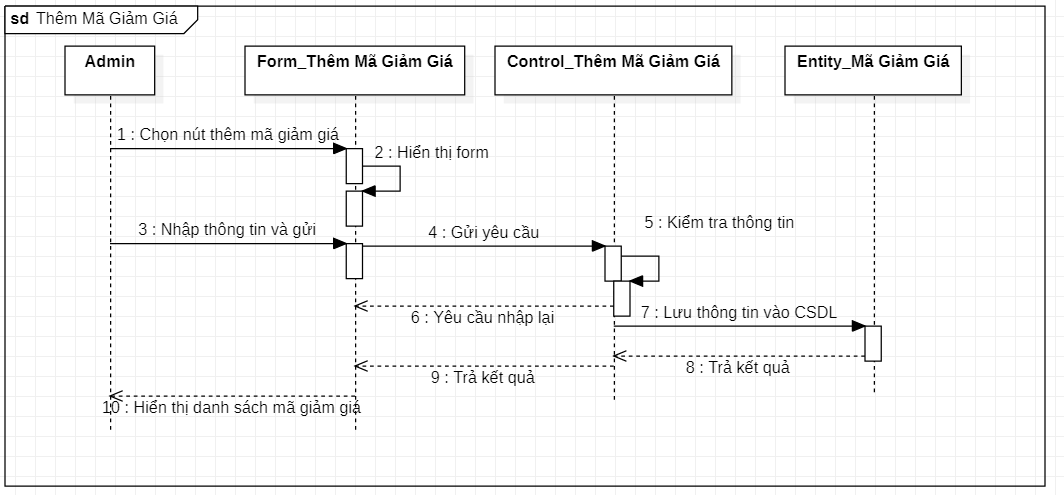 sd Thêm Mã Giảm Giá
Admin
Form_Thêm Mã Giảm Giá
Control_Thêm Mã Giảm Giá
Entity_Mã Giảm Giá
1 : Chọn nút thêm mã giảm giá
2 : Hiển thị form
3 : Nhập thông tin và gửi
4 : Gửi yêu cầu
5 : Kiểm tra thông tin
6 : Yêu cầu nhập lại
7 : Lưu thông tin vào CSDL
8 : Trả kết quả
9 : Trả kết quả
10 : Hiển thị danh sách mã giảm giá